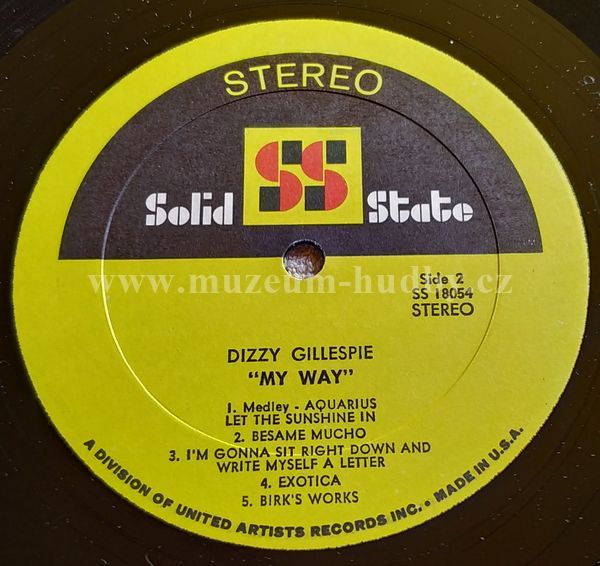 STEREO
SS
Solid State
www.muzeum-hudby.cz
Side 2
SS 18054
STEREO
DIZZY GILLESPIE
“MY WAY”
1. Medley - AQUARIUS
LET THE SUNSHINE IN
2. BESAME MUCHO
3. I'M GONNA SIT RIGHT DOWN AND
WRITE MYSELF A LETTER
4. EXOTICA
5. BIRK'S WORKS
A DIVISION OF UNITED ARTISTS RECORDS INC. • MADE IN U.S.A.